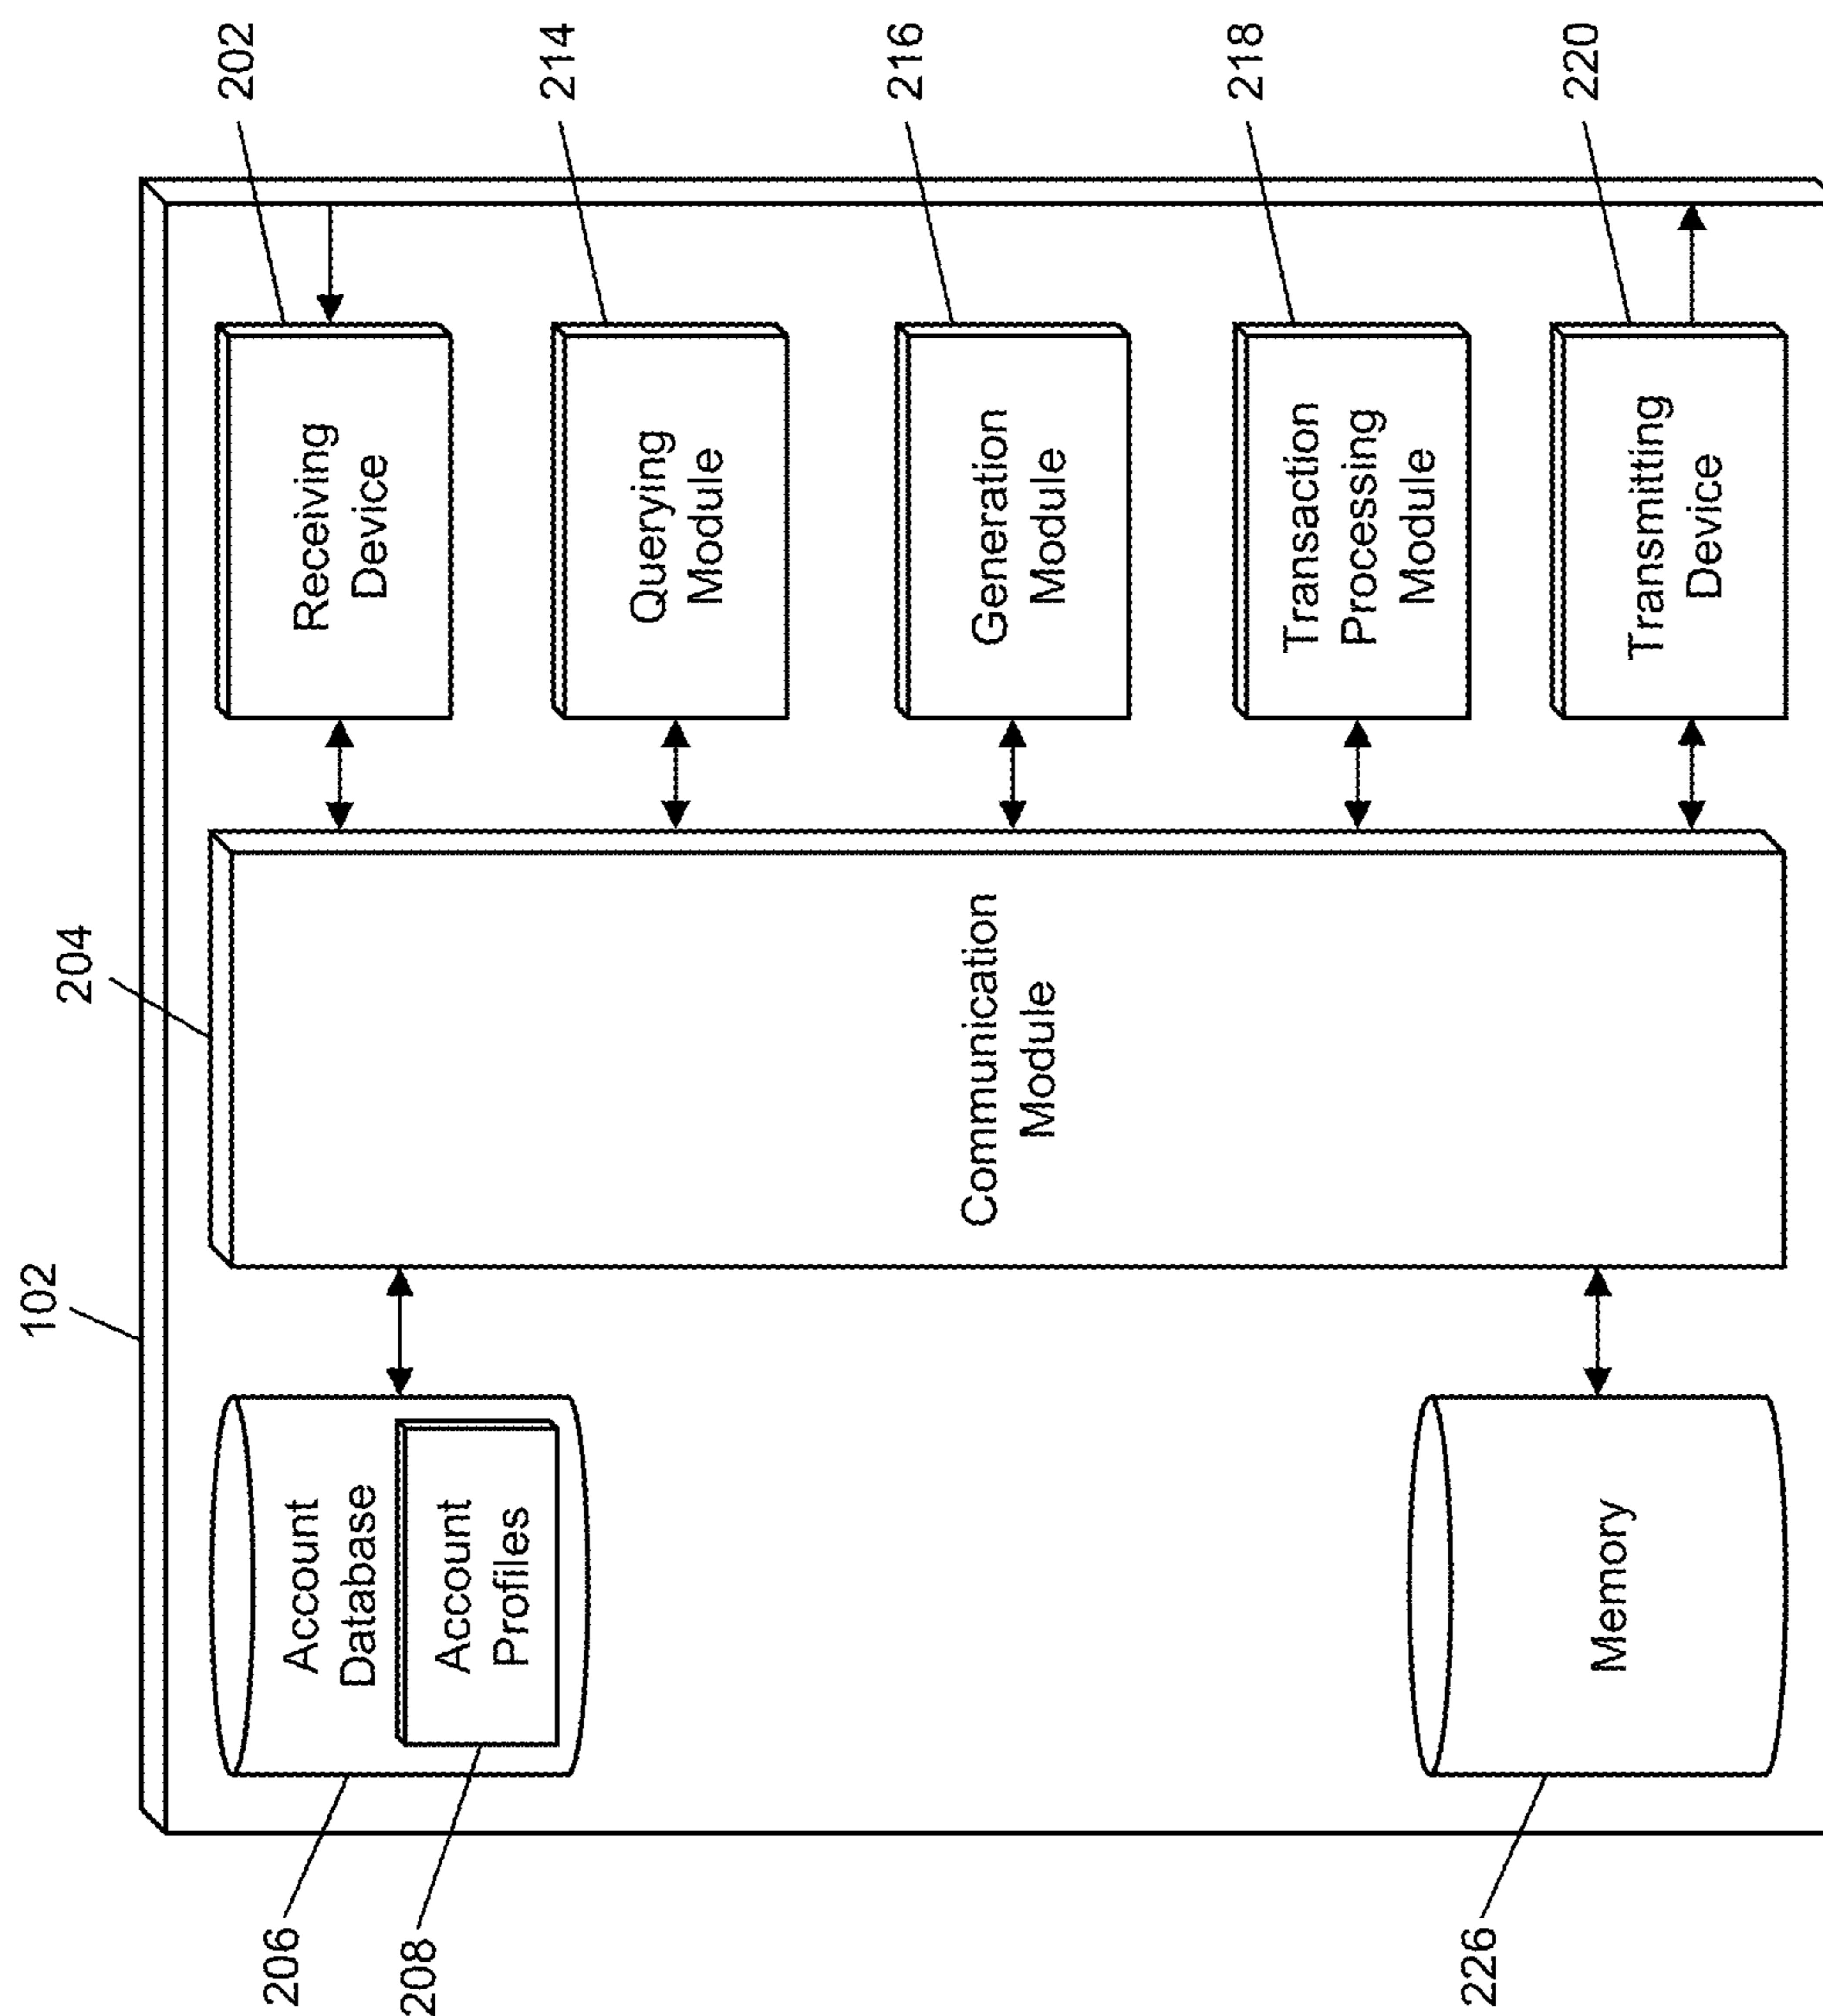 102
204
202
214
216
218
220
206
208
226
Account
Database
Account
Profiles
Memory
Communication
Module
Receiving
Device
Querying
Module
Generation
Module
Transaction
Processing
Module
Transmitting
Device